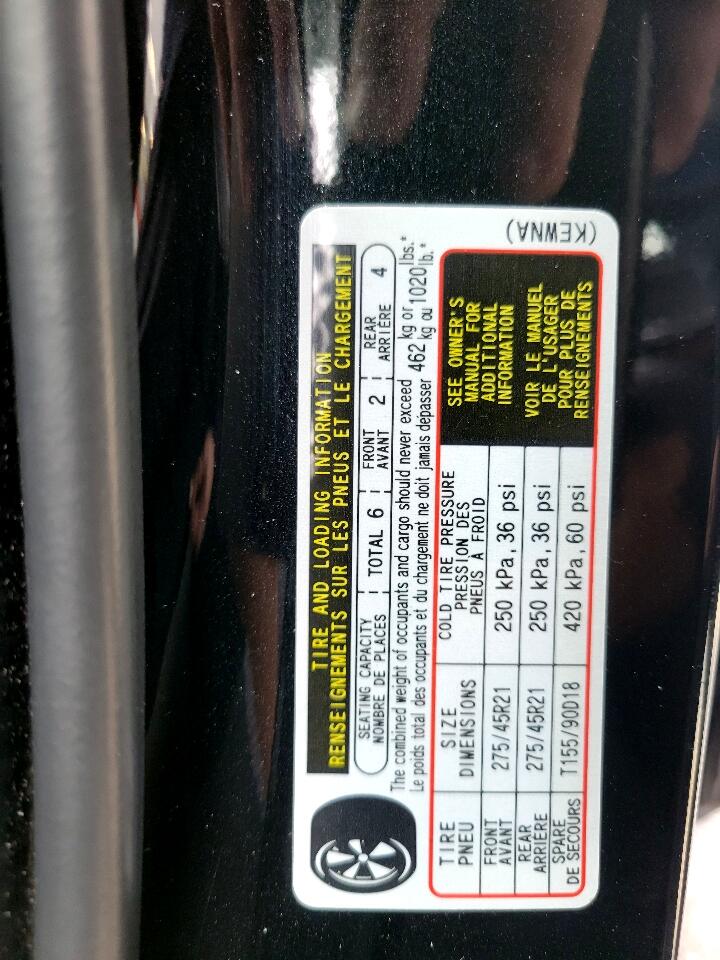 TIRE AND LOADING INFORMATION
RENSEIGNEMENTS SUR LES PNEUS ET LE CHARGEMENT
SEATING CAPACITY
NOMBRE DE PLACES
TOTAL 6
FRONT
AVANT
2
REAR
ARRIÈRE
4
The combined weight of occupants and cargo should never exceed 462 kg or 1020 lbs.*
Le poids total des occupants et du chargement ne doit jamais dépasser kg ou lb.*
TIRE
PNEU
SIZE
DIMENSIONS
COLD TIRE PRESSURE
PRESSION DES
PNEUS À FROID
FRONT
AVANT
275/45R21
250 kPa, 36 psi
REAR
ARRIÈRE
275/45R21
250 kPa, 36 psi
SPARE
DE SECOURS
T155/90D18
420 kPa, 60 psi
SEE OWNER'S
MANUAL FOR
ADDITIONAL
INFORMATION
VOIR LE MANUEL
DE L'USAGER
POUR PLUS DE
RENSEIGNEMENTS
(KEWNA)